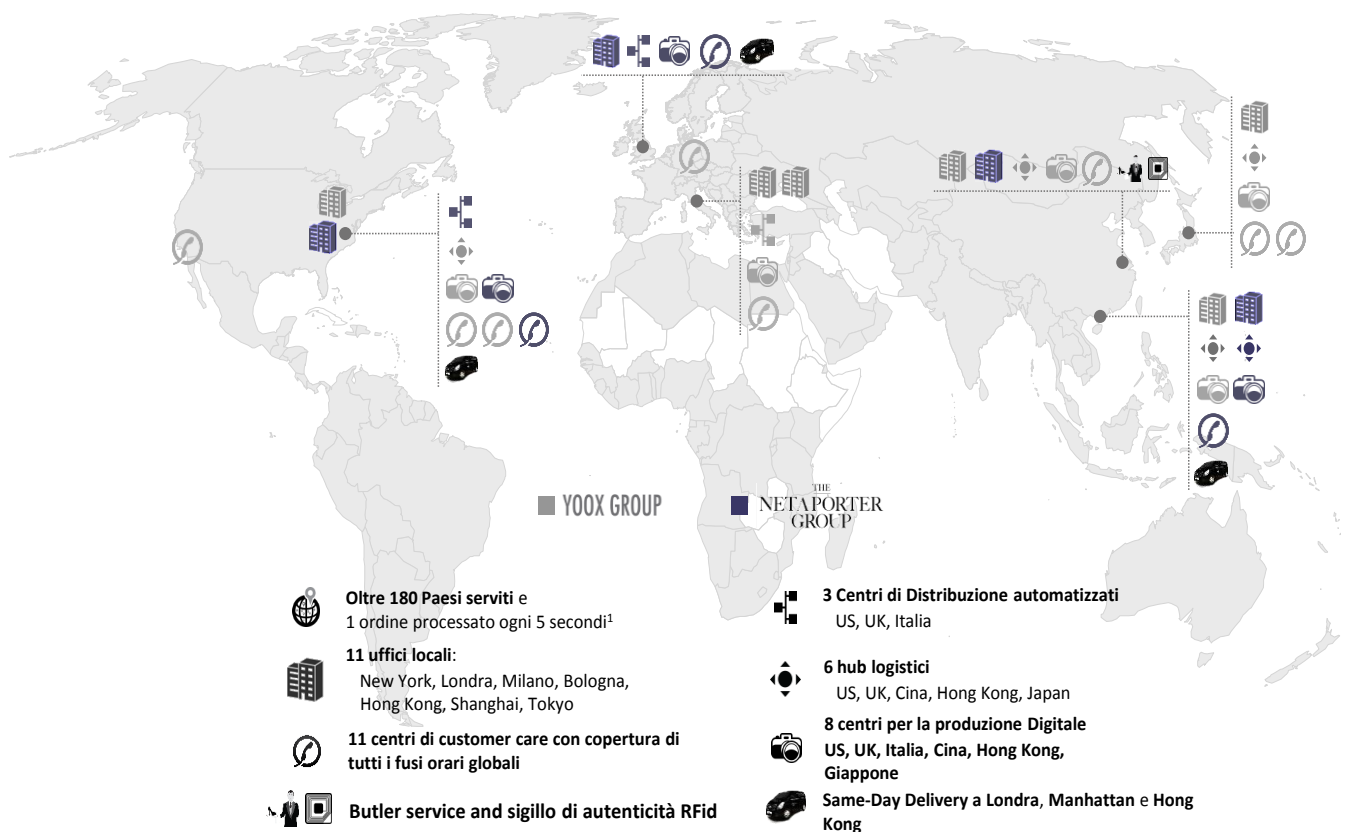 YOOX GROUP
THE
NET A PORTER
GROUP
Oltre 180 Paesi serviti e
1 ordine processato ogni 5 secondi1
11 uffici locali:
New York, Londra, Milano, Bologna,
Hong Kong, Shanghai, Tokyo
11 centri di customer care con copertura di
tutti i fusi orari globali
Butler service and sigillo di autenticità RFid
3 Centri di Distribuzione automatizzati
US, UK, Italia
6 hub logistici
US, UK, Cina, Hong Kong, Japan
8 centri per la produzione Digitale
US, UK, Italia, Cina, Hong Kong,
Giappone
Same-Day Delivery a Londra, Manhattan e Hong
Kong